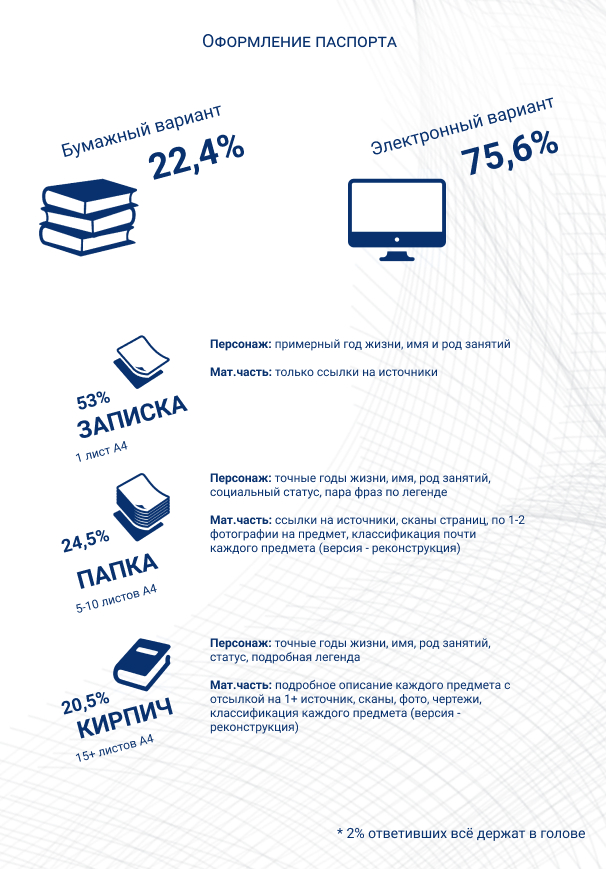 Оформление паспорта
Бумажный вариант
22,4%
Электронный вариант
75,6%
53%
ЗАПИСКА
1 лист А4
Персонаж: примерный год жизни, имя и род занятий
Мат.часть: только ссылки на источники
24,5%
ПАПКА
5-10 листов А4
Персонаж: точные годы жизни, имя, род занятий,
социальный статус, пара фраз по легенде
Мат.часть: ссылки на источники, сканы страниц, по 1-2
фотографии на предмет, классификация почти
каждого предмета (версия - реконструкция)
20,5%
КИРПИЧ
15+ листов А4
Персонаж: точные годы жизни, имя, род занятий,
статус, подробная легенда
Мат.часть: подробное описание каждого предмета с
отсылкой на 1+ источник, сканы, фото, чертежи,
классификация каждого предмета (версия -
реконструкция)
* 2% ответивших всё держат в голове